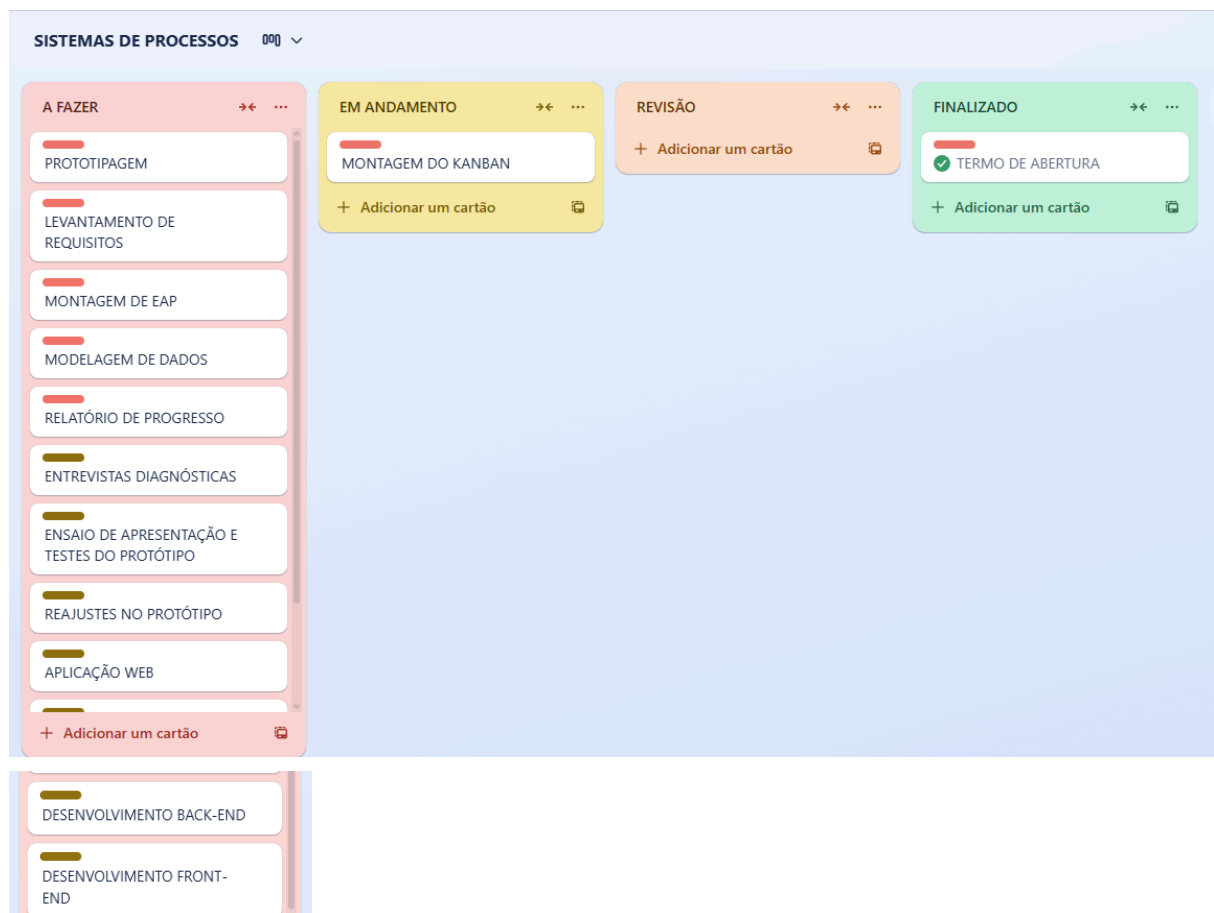 SISTEMAS DE PROCESSOS
A FAZER
PROTOTIPAGEM
LEVANTAMENTO DE
REQUISITOS
MONTAGEM DE EAP
MODELAGEM DE DADOS
RELATÓRIO DE PROGRESSO
ENTREVISTAS DIAGNÓSTICAS
ENSAIO DE APRESENTAÇÃO E
TESTES DO PROTÓTIPO
REAJUSTES NO PROTÓTIPO
APLICAÇÃO WEB
+ Adicionar um cartão
EM ANDAMENTO
MONTAGEM DO KANBAN
+ Adicionar um cartão
REVISÃO
+ Adicionar um cartão
FINALIZADO
TERMO DE ABERTURA
+ Adicionar um cartão
DESENVOLVIMENTO BACK-END
DESENVOLVIMENTO FRONT-
END